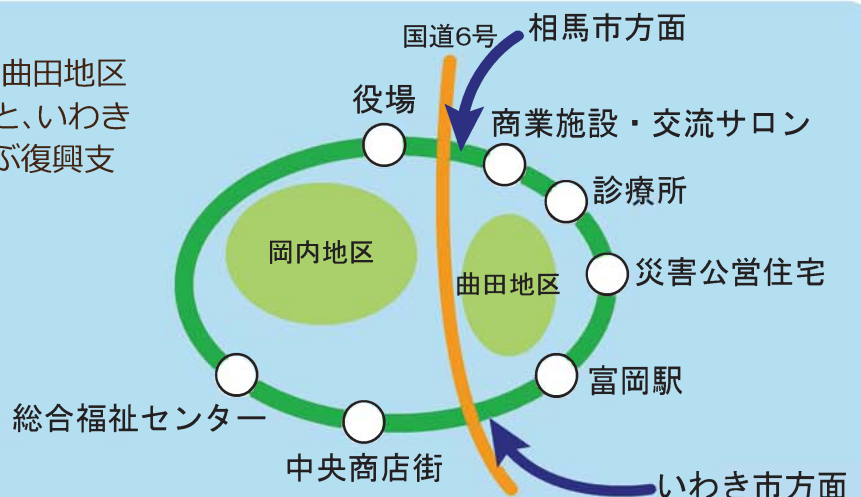 曲田地区
と、いわき
ぶ復興支
国道6号
相馬市方面
役場
商業施設・交流サロン
診療所
岡内地区
曲田地区
災害公営住宅
富岡駅
総合福祉センター
中央商店街
いわき市方面